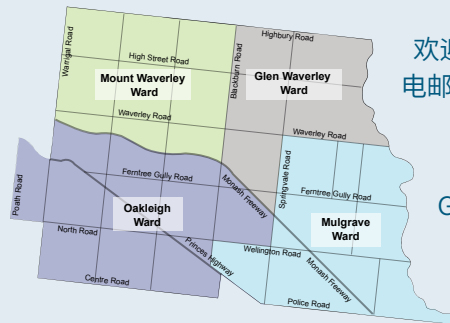 Highbury Road
欢迎
Warrigal Road
High Street Road
Blackburn Road
Mount Waverley
Ward
Glen Waverley
Ward
电邮
Waverley Road
Waverley Road
Ferntree Gully Road
Monash Freeway
Springvale Road
Ferntree Gully Road
Poath Road
Oakleigh
Ward
Mulgrave
Ward
G
North Road
Princes Highway
Wellington Road
Monash Freeway
Centre Road
Police Road